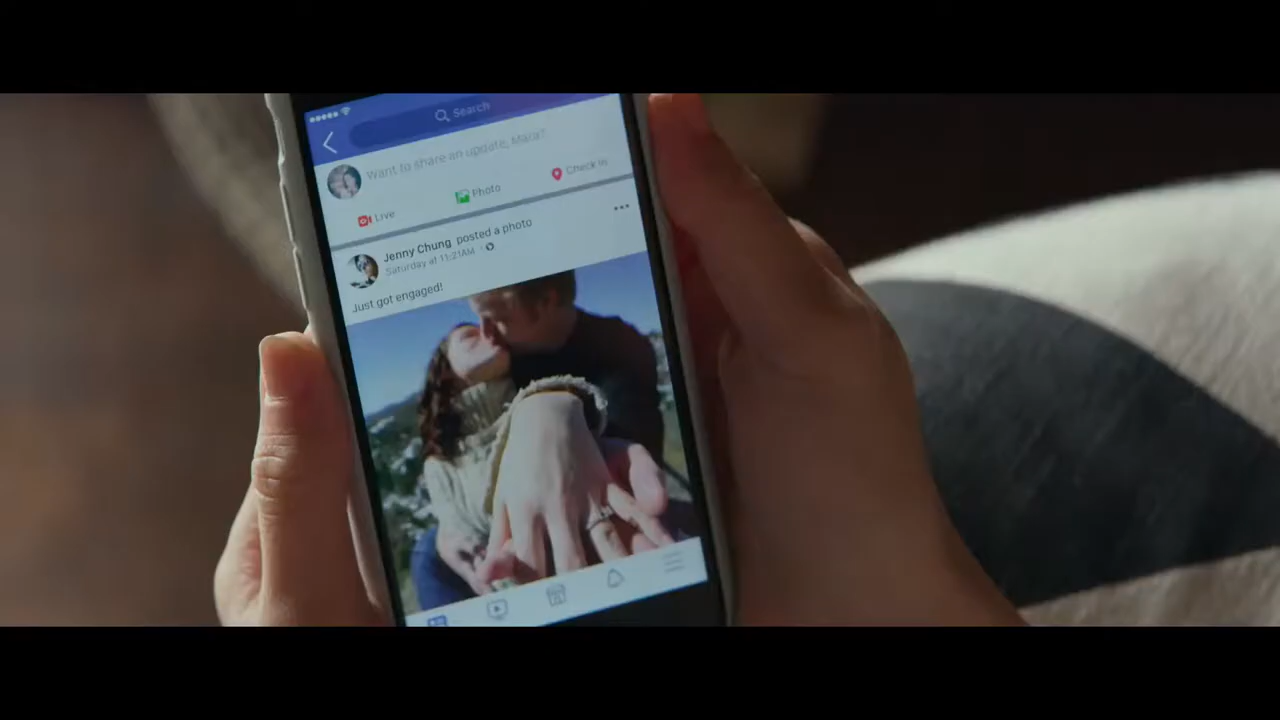 Search
Want to share an update, Mara?
Live
Photo
Check In
Jenny Chung posted a photo
Saturday at 11:21AM
Just got engaged!